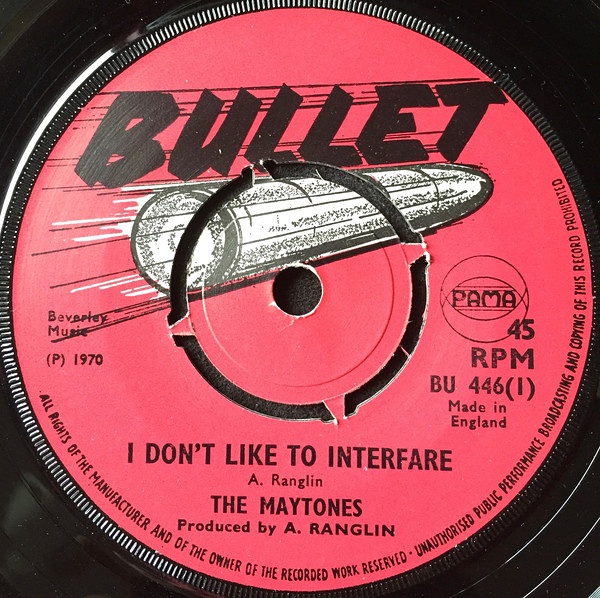 BULLET
Beverley
Music
(P) 1970
PAMA
45
RPM
BU 446(1)
Made in
England
I DON'T LIKE TO INTERFARE
A. Ranglin
THE MAYTONES
Produced by A. RANGLIN
ALL RIGHTS OF THE MANUFACTURER AND OF THE OWNER OF THE RECORDED WORK RESERVED - UNAUTHORISED PUBLIC PERFORMANCE BROADCASTING AND COPYING OF THIS RECORD PROHIBITED